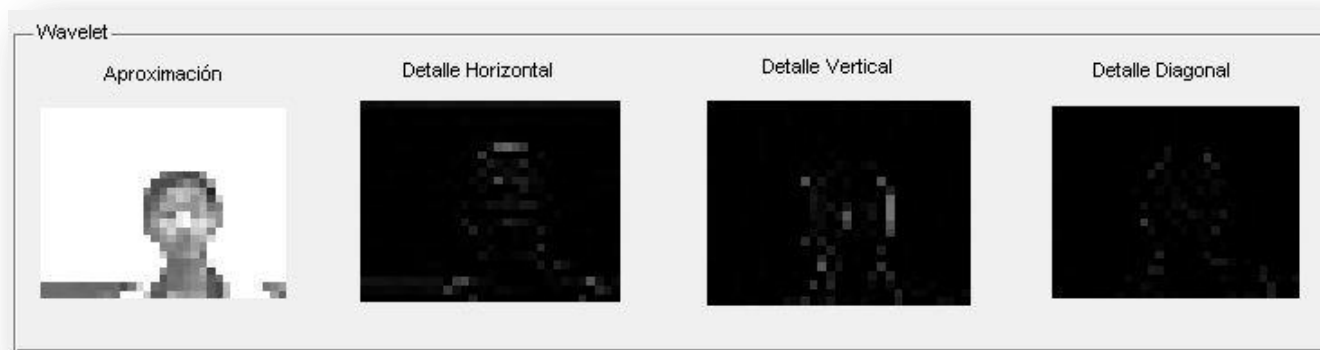 Wavelet
Aproximación
Detalle Horizontal
Detalle Vertical
Detalle Diagonal